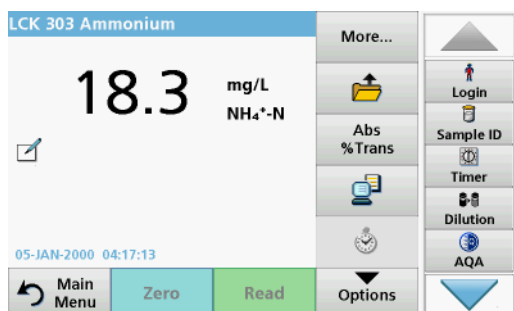 LCK 303 Ammonium
18.3
mg/L
NH₄⁺-N
05-JAN-2000 04:17:13
Main
Menu
Zero
Read
More...
Abs
%Trans
Options
Login
Sample ID
Timer
Dilution
AQA